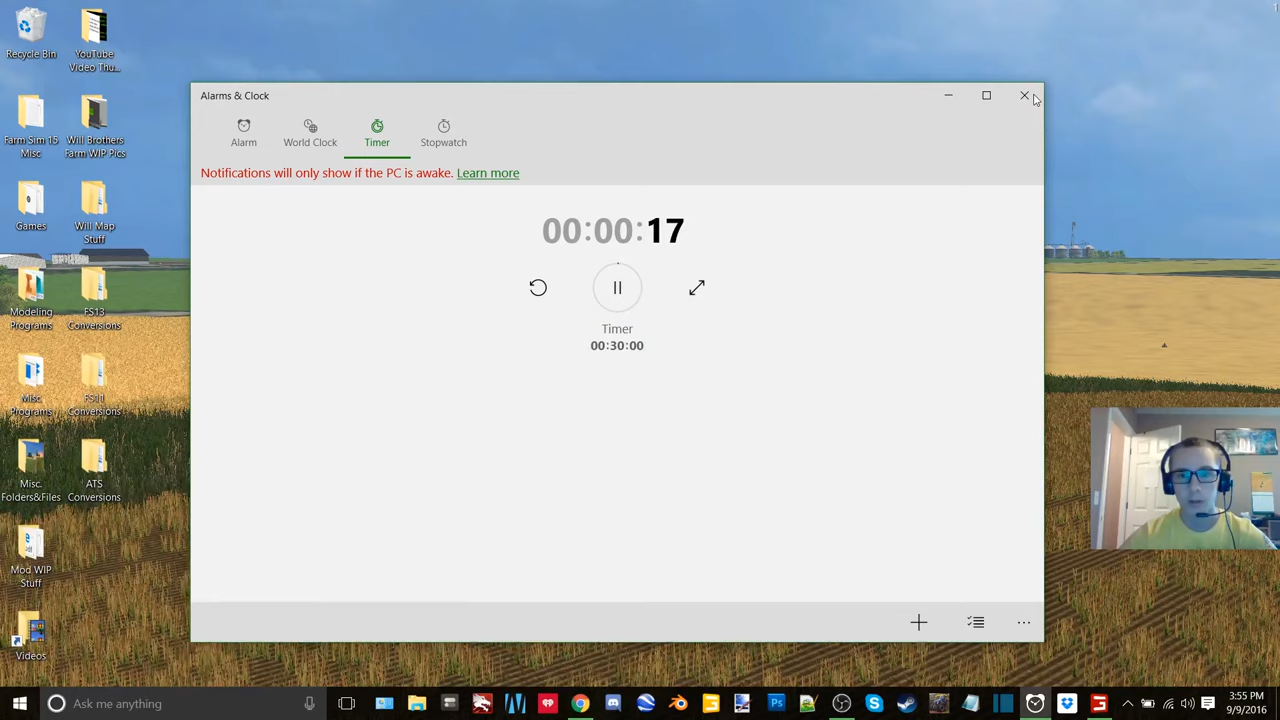 1
Recycle Bin
YouTube
Video Thu...
Farm Sim 15
Misc
Will Brothers
Farm WIP Pics
Games
Will Map
Stuff
Modeling
Programs
FS13
Conversions
Misc.
Programs
FS11
Conversions
Misc.
Folders&Files
ATS
Conversions
Mod WIP
Stuff
Videos
Alarms & Clock
Alarm
World Clock
Timer
Stopwatch
Notifications will only show if the PC is awake. Learn more
00:00:17
Timer
00:30:00
Ask me anything
3:55 PM
9/9/2016